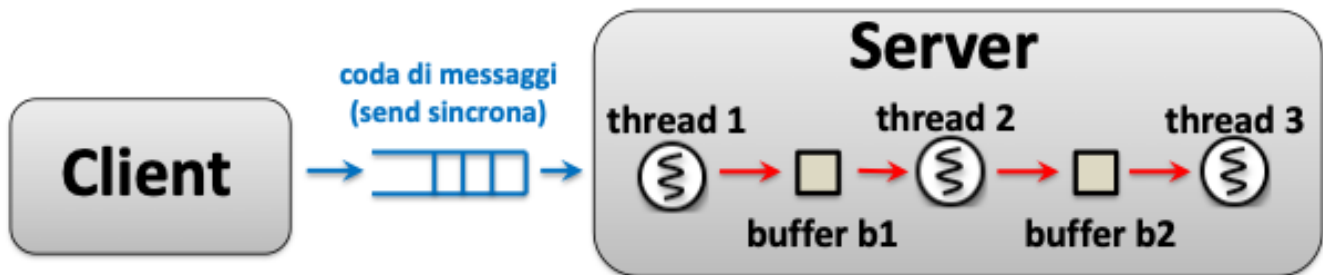 Server
coda di messaggi
(send sincrona)
thread 1
thread 2
thread 3
Client
buffer b1
buffer b2